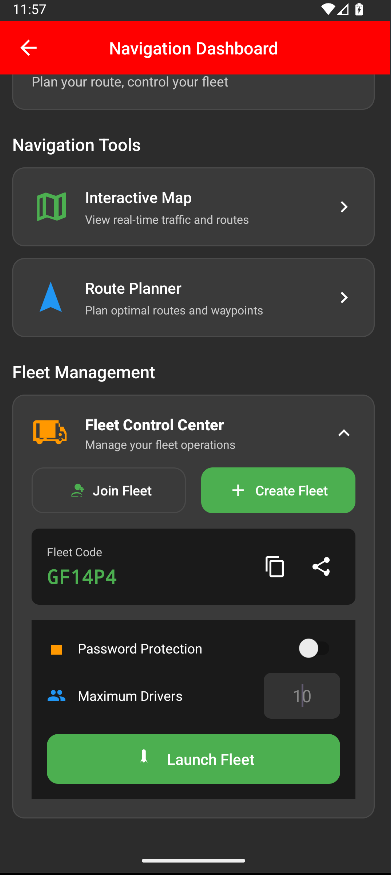 11:57
Navigation Dashboard
Plan your route, control your fleet
Navigation Tools
Interactive Map
View real-time traffic and routes
Route Planner
Plan optimal routes and waypoints
Fleet Management
Fleet Control Center
Manage your fleet operations
Join Fleet
Create Fleet
Fleet Code
GF14P4
Password Protection
Maximum Drivers
10
Launch Fleet